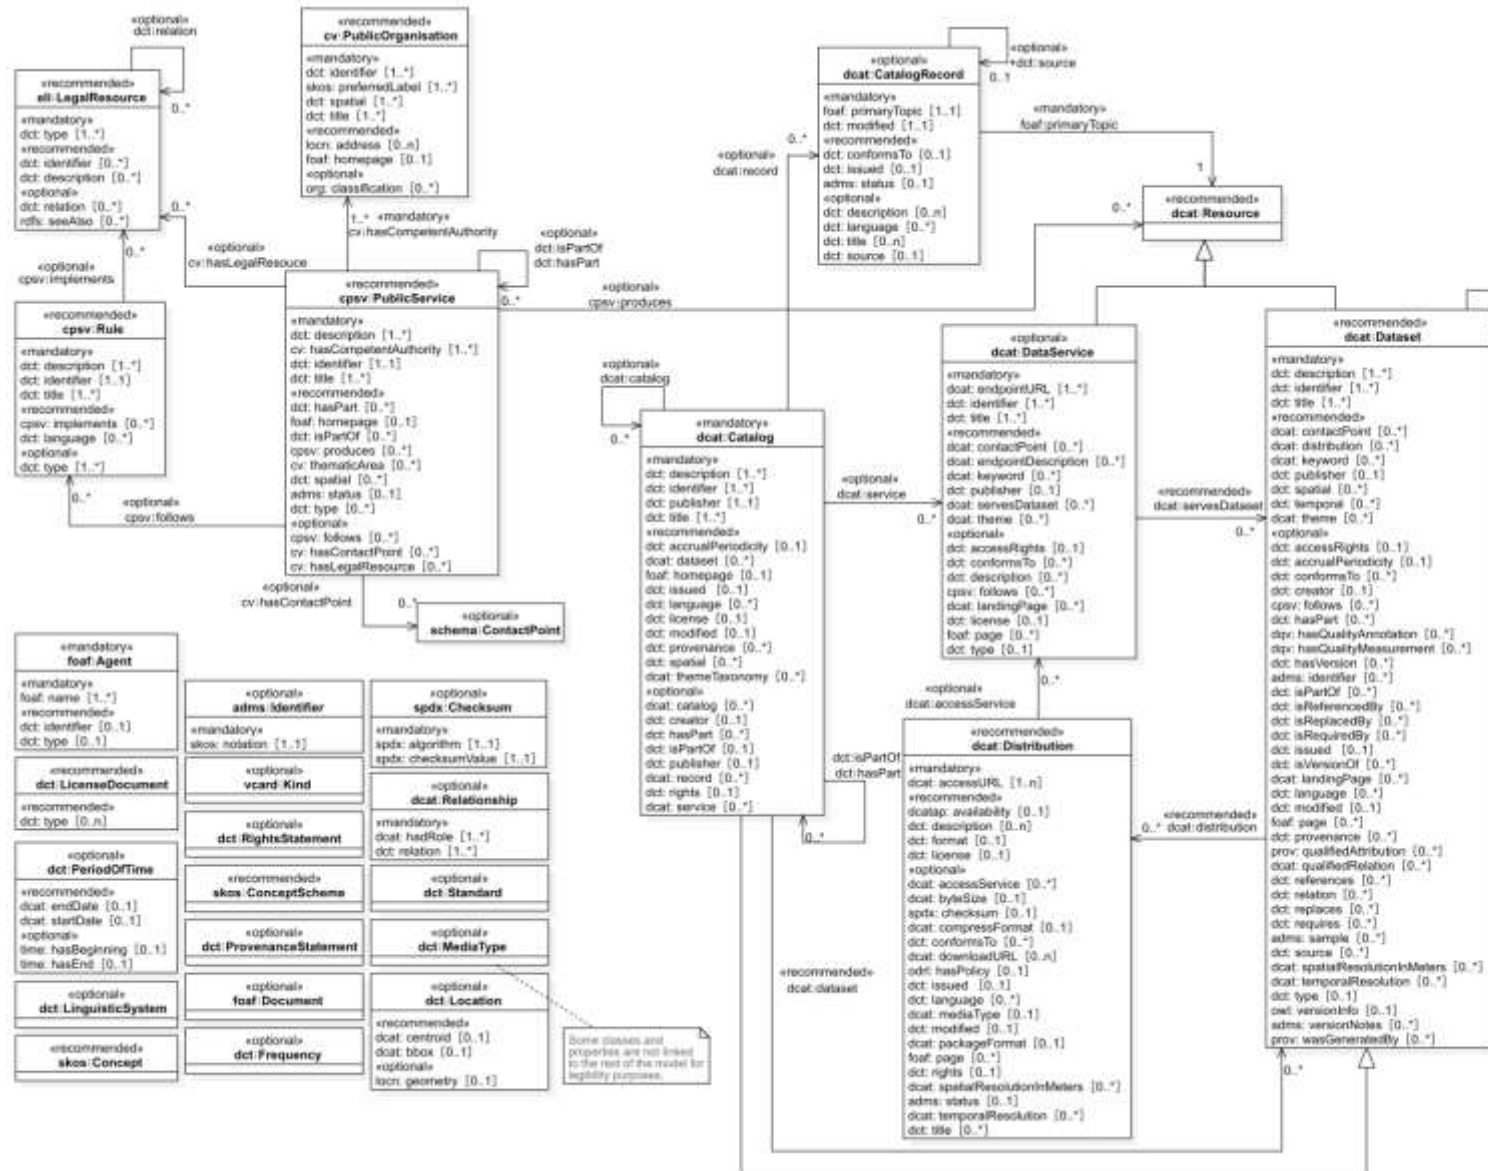 «optional»
dct:relation
«recommended»
eli:LegalResource
0..*
«mandatory»
dct: type [1..*]
«recommended»
dct: identifier [0..*]
dct: description [0..*]
«optional»
dct: relation [0..*]
rdfs: seeAlso [0..*]
0..*
0..*
«optional»
cpsv:implements
«optional»
cv:hasLegalResouce
«recommended»
cpsv:Rule
«mandatory»
dct: description [1..*]
dct: identifier [1..1]
dct: title [1..*]
«recommended»
cpsv: implements [0..*]
dct: language [0..*]
«optional»
dct: type [1..*]
0..*
«optional»
cpsv:follows
«recommended»
cv:PublicOrganisation
«mandatory»
dct: identifier [1..*]
skos: preferredLabel [1..*]
dct: spatial [1..*]
dct: title [1..*]
«recommended»
locn: address [0..n]
foaf: homepage [0..1]
«optional»
org: classification [0..*]
1..* «mandatory»
cv:hasCompetentAuthority
«optional»
dct:isPartOf
dct:hasPart
0..*
«recommended»
cpsv:PublicService
«mandatory»
dct: description [1..*]
cv: hasCompetentAuthority [1..*]
dct: identifier [1..1]
dct: title [1..*]
«recommended»
dct: hasPart [0..*]
foaf: homepage [0..1]
dct: isPartOf [0..*]
cpsv: produces [0..*]
cv: thematicArea [0..*]
dct: spatial [0..*]
adms: status [0..1]
dct: type [0..*]
«optional»
cpsv: follows [0..*]
cv: hasContactPoint [0..*]
cv: hasLegalResource [0..*]
«optional»
cv:hasContactPoint
0..*
«optional»
schema:ContactPoint
«optional»
cpsv:produces
0..*
«optional»
dcat:CatalogRecord
«mandatory»
foaf: primaryTopic [1..1]
dct: modified [1..1]
«recommended»
dct: conformsTo [0..1]
dct: issued [0..1]
adms: status [0..1]
«optional»
dct: description [0..n]
dct: language [0..*]
dct: title [0..n]
dct: source [0..1]
«optional»
+dct:source
0..1
«mandatory»
foaf:primaryTopic
1
0..*
«optional»
dcat:record
«recommended»
dcat:Resource
«optional»
dcat:catalog
0..*
«mandatory»
dcat:Catalog
«mandatory»
dct: description [1..*]
dct: identifier [1..*]
dct: publisher [1..1]
dct: title [1..*]
«recommended»
dct: accrualPeriodicity [0..1]
dcat: dataset [0..*]
foaf: homepage [0..1]
dct: issued [0..1]
dct: language [0..*]
dct: license [0..1]
dct: modified [0..1]
dct: provenance [0..*]
dct: spatial [0..*]
dcat: themeTaxonomy [0..*]
«optional»
dcat: catalog [0..*]
dct: creator [0..1]
dct: hasPart [0..*]
dct: isPartOf [0..1]
dct: publisher [0..1]
dcat: record [0..*]
dct: rights [0..1]
dcat: service [0..*]
dct:isPartOf
dct:hasPart
0..*
«optional»
dcat:service
0..*
«optional»
dcat:DataService
«mandatory»
dcat: endpointURL [1..*]
dct: identifier [1..*]
dct: title [1..*]
«recommended»
dcat: contactPoint [0..*]
dcat: endpointDescription [0..*]
dcat: keyword [0..*]
dct: publisher [0..1]
dcat: servesDataset [0..*]
dcat: theme [0..*]
«optional»
dct: accessRights [0..1]
dct: conformsTo [0..*]
dct: description [0..*]
cpsv: follows [0..*]
dcat: landingPage [0..*]
dct: license [0..1]
foaf: page [0..*]
dct: type [0..1]
«recommended»
dcat:servesDataset
0..*
0..*
«optional»
dcat:accessService
«recommended»
dcat:Distribution
«mandatory»
dcat: accessURL [1..n]
«recommended»
dcatap: availability [0..1]
dct: description [0..n]
dct: format [0..1]
dct: license [0..1]
«optional»
dcat: accessService [0..*]
dcat: byteSize [0..1]
spdx: checksum [0..1]
dcat: compressFormat [0..1]
dct: conformsTo [0..*]
dcat: downloadURL [0..n]
odrl: hasPolicy [0..1]
dct: issued [0..1]
dct: language [0..*]
dcat: mediaType [0..1]
dct: modified [0..1]
dcat: packageFormat [0..1]
foaf: page [0..*]
dct: rights [0..1]
dcat: spatialResolutionInMeters [0..*]
adms: status [0..1]
dcat: temporalResolution [0..*]
dct: title [0..*]
«recommended»
0..* dcat:distribution
«recommended»
dcat:dataset
0..*
«recommended»
dcat:Dataset
«mandatory»
dct: description [1..*]
dct: identifier [1..*]
dct: title [1..*]
«recommended»
dcat: contactPoint [0..*]
dcat: distribution [0..*]
dcat: keyword [0..*]
dct: publisher [0..1]
dct: spatial [0..*]
dct: temporal [0..*]
dcat: theme [0..*]
«optional»
dct: accessRights [0..1]
dct: accrualPeriodicity [0..1]
dct: conformsTo [0..*]
dct: creator [0..1]
cpsv: follows [0..*]
dct: hasPart [0..*]
dqv: hasQualityAnnotation [0..*]
dqv: hasQualityMeasurement [0..*]
dct: hasVersion [0..*]
adms: identifier [0..*]
dct: isPartOf [0..*]
dct: isReferencedBy [0..*]
dct: isReplacedBy [0..*]
dct: isRequiredBy [0..*]
dct: issued [0..1]
dct: isVersionOf [0..*]
dcat: landingPage [0..*]
dct: language [0..*]
dct: modified [0..1]
foaf: page [0..*]
dct: provenance [0..*]
prov: qualifiedAttribution [0..*]
dcat: qualifiedRelation [0..*]
dct: references [0..*]
dct: relation [0..*]
dct: replaces [0..*]
dct: requires [0..*]
adms: sample [0..*]
dct: source [0..*]
dcat: spatialResolutionInMeters [0..*]
dcat: temporalResolution [0..*]
dct: type [0..1]
owl: versionInfo [0..1]
adms: versionNotes [0..*]
prov: wasGeneratedBy [0..*]
«mandatory»
foaf:Agent
«mandatory»
foaf: name [1..*]
«recommended»
dct: identifier [0..1]
dct: type [0..1]
«recommended»
dct:LicenseDocument
«recommended»
dct: type [0..n]
«optional»
dct:PeriodOfTime
«recommended»
dcat: endDate [0..1]
dcat: startDate [0..1]
«optional»
time: hasBeginning [0..1]
time: hasEnd [0..1]
«optional»
dct:LinguisticSystem
«recommended»
skos:Concept
«optional»
adms:Identifier
«mandatory»
skos: notation [1..1]
«optional»
vcard:Kind
«optional»
dct:RightsStatement
«recommended»
skos:ConceptScheme
«optional»
dct:ProvenanceStatement
«optional»
foaf:Document
«optional»
dct:Frequency
«optional»
spdx:Checksum
«mandatory»
spdx: algorithm [1..1]
spdx: checksumValue [1..1]
«optional»
dcat:Relationship
«mandatory»
dcat: hadRole [1..*]
dct: relation [1..*]
«optional»
dct:Standard
«optional»
dct:MediaType
«optional»
dct:Location
«recommended»
dcat: centroid [0..1]
dcat: bbox [0..1]
«optional»
locn: geometry [0..1]
Some classes and
properties are not linked
to the rest of the model for
legibility purposes.